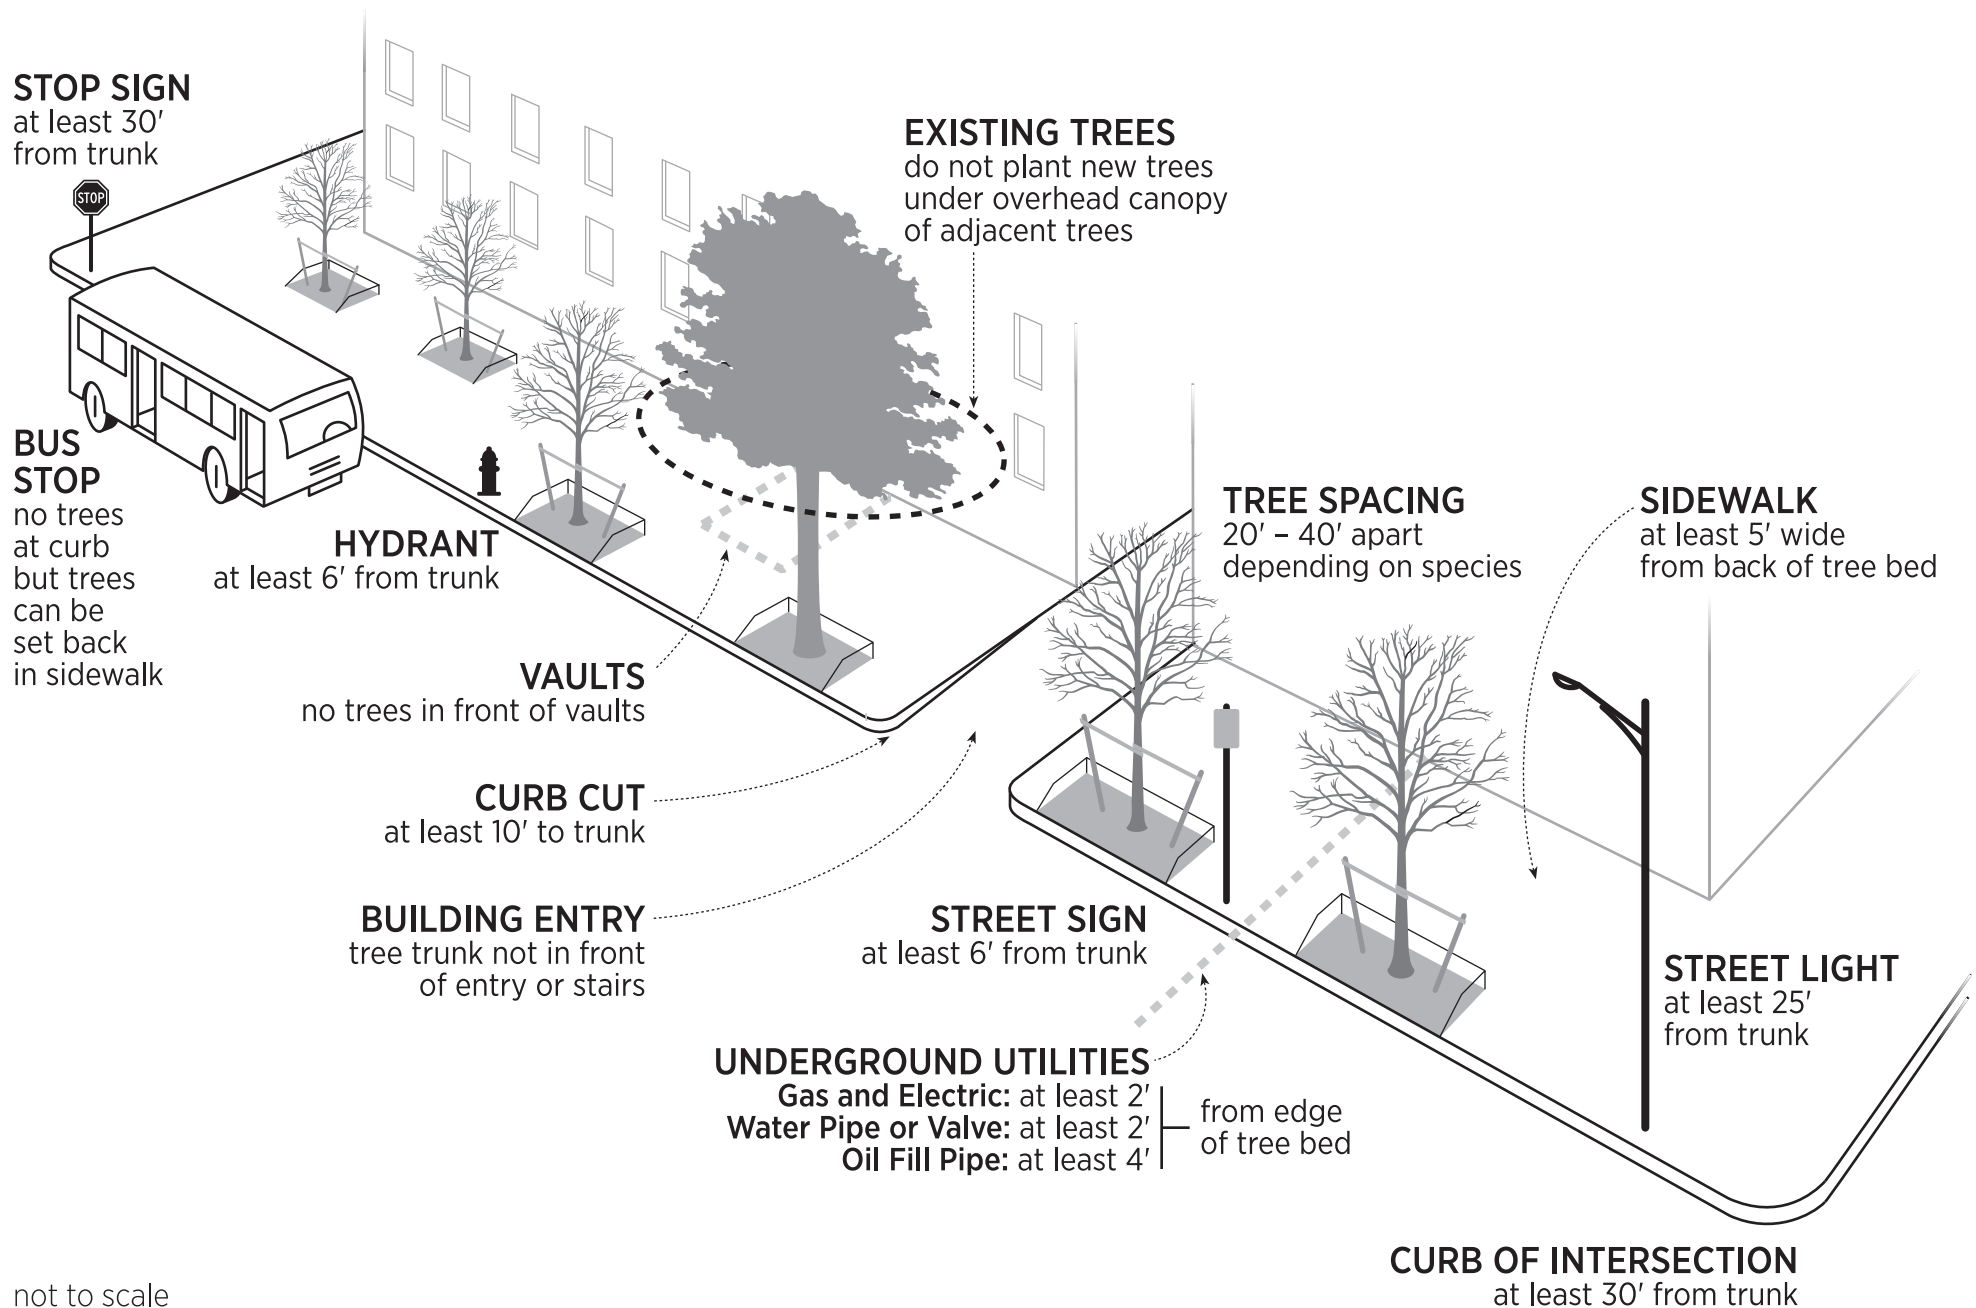 STOP SIGN
at least 30'
from trunk
STOP
EXISTING TREES
do not plant new trees
under overhead canopy
of adjacent trees
BUS
STOP
no trees
at curb
but trees
can be
set back
in sidewalk
HYDRANT
at least 6' from trunk
TREE SPACING
20' – 40' apart
depending on species
SIDEWALK
at least 5' wide
from back of tree bed
VAULTS
no trees in front of vaults
CURB CUT
at least 10' to trunk
BUILDING ENTRY
tree trunk not in front
of entry or stairs
STREET SIGN
at least 6' from trunk
STREET LIGHT
at least 25'
from trunk
UNDERGROUND UTILITIES
Gas and Electric: at least 2'
Water Pipe or Valve: at least 2'
Oil Fill Pipe: at least 4'
from edge
of tree bed
CURB OF INTERSECTION
at least 30' from trunk
not to scale